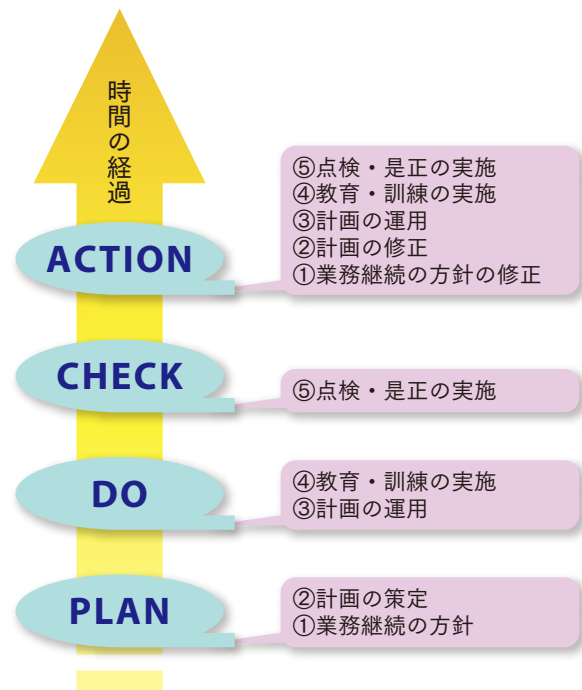 時間の経過
ACTION
⑤点検・是正の実施
④教育・訓練の実施
③計画の運用
②計画の修正
①業務継続の方針の修正
CHECK
⑤点検・是正の実施
DO
④教育・訓練の実施
③計画の運用
PLAN
②計画の策定
①業務継続の方針